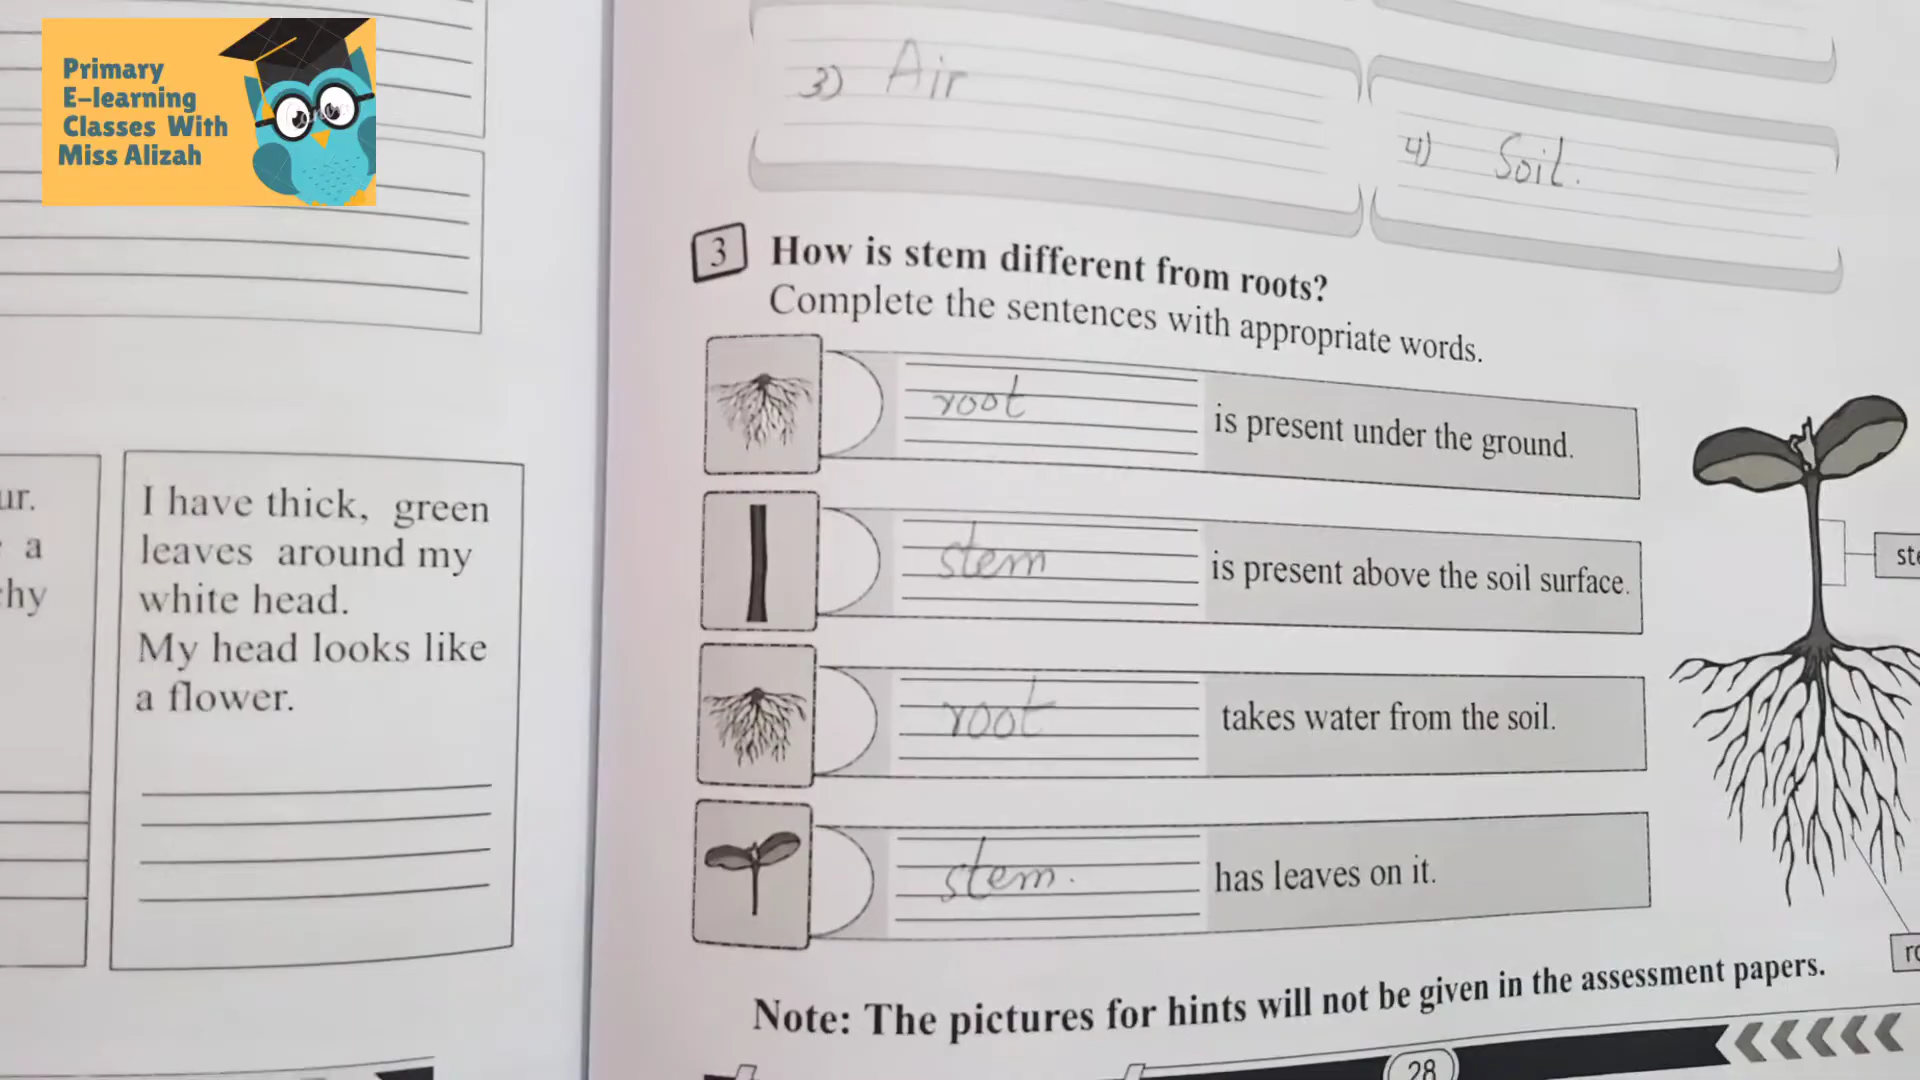 Primary
E-learning
Classes With
Miss Alizah
ur.
a
hy
I have thick, green
leaves around my
white head.
My head looks like
a flower.
3) Air
4) Soil.
3 How is stem different from roots?
Complete the sentences with appropriate words.
root is present under the ground.
stem is present above the soil surface.
root takes water from the soil.
stem. has leaves on it.
ste
ro
Note: The pictures for hints will not be given in the assessment papers.
28